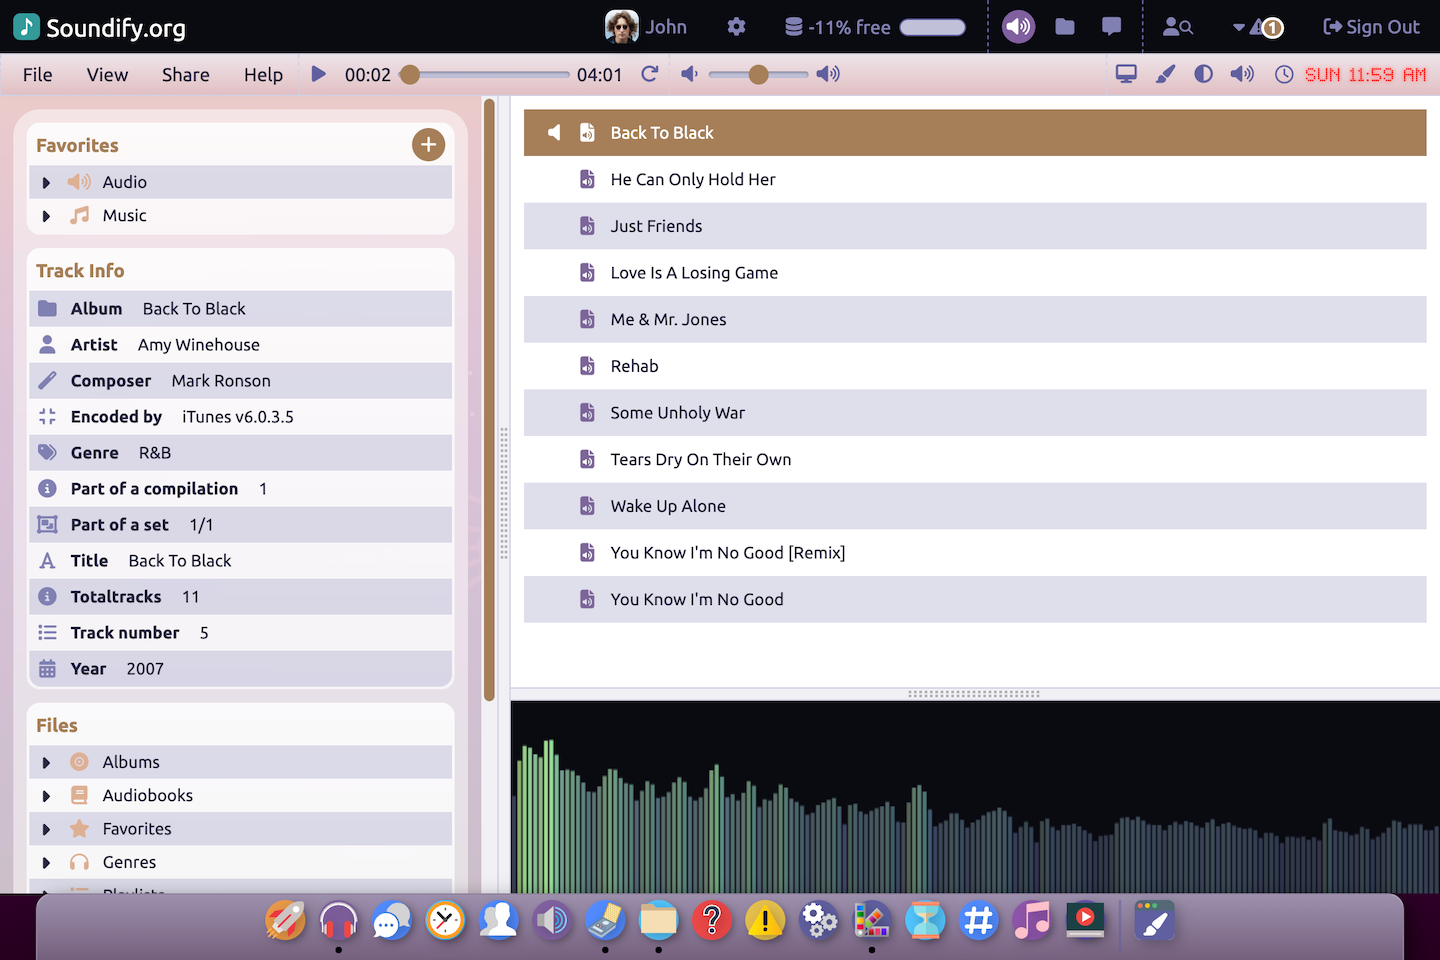 Soundify.org
John
-11% free
1
Sign Out
File View Share Help
00:02 04:01
SUN 11:59 AM
Favorites
Audio
Music
Track Info
Album Back To Black
Artist Amy Winehouse
Composer Mark Ronson
Encoded by iTunes v6.0.3.5
Genre R&B
Part of a compilation 1
Part of a set 1/1
Title Back To Black
Totaltracks 11
Track number 5
Year 2007
Files
Albums
Audiobooks
Favorites
Genres
Playlists
Back To Black
He Can Only Hold Her
Just Friends
Love Is A Losing Game
Me & Mr. Jones
Rehab
Some Unholy War
Tears Dry On Their Own
Wake Up Alone
You Know I'm No Good [Remix]
You Know I'm No Good